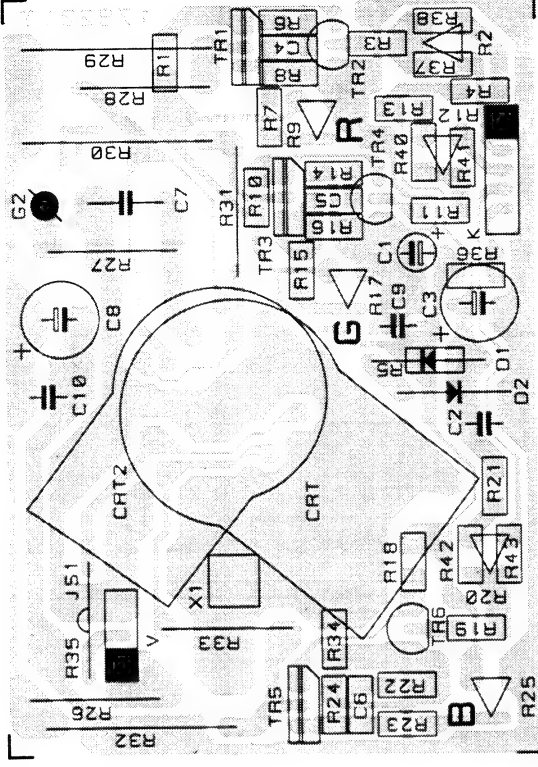 R29
R1
R28
R30
TR1
R6
C4
R8
TR2
R3
R38
R2
R37
R4
R7
R9
R
R13
R12
TR4
R40
R41
G2
C7
R31
R10
R14
C5
R16
TR3
R11
R27
R15
R17
G
C1
+
K
R36
C8
+
C9
C3
+
C10
R5
D1
C2
D2
CRT2
CRT
JS1
X1
R18
R42
R21
R43
R20
R35
V
R33
R34
TR6
R19
R26
R32
TR5
R24
C6
R22
R23
B
R25